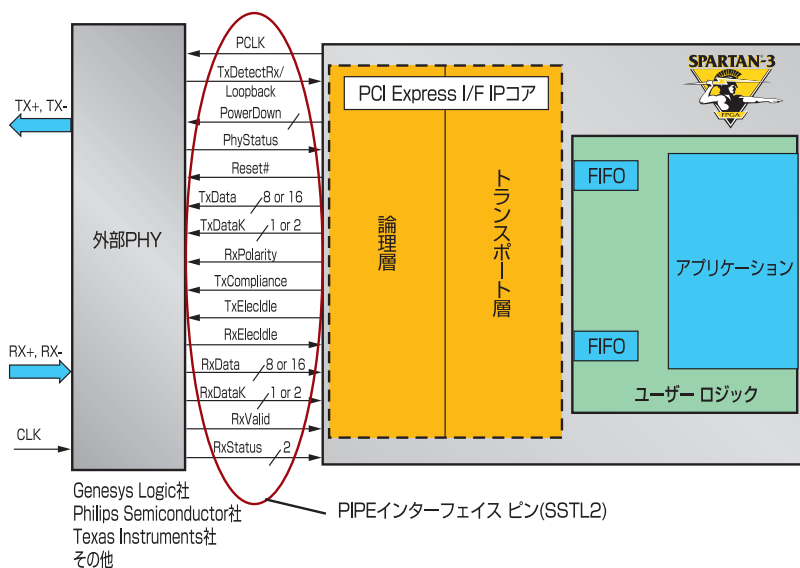 PCLK
TxDetectRx/
Loopback
PowerDown
PhyStatus
Reset#
TxData 8 or 16
TxDataK 1 or 2
RxPolarity
TxCompliance
TxElecIdle
RxElecIdle
RxData 8 or 16
RxDataK 1 or 2
RxValid
RxStatus 2
TX+, TX-
RX+, RX-
CLK
外部PHY
PCI Express I/F IPコア
論理層
トランスポート層
SPARTAN-3
FPGA
FIFO
FIFO
アプリケーション
ユーザー ロジック
Genesys Logic社
Philips Semiconductor社
Texas Instruments社
その他
PIPEインターフェイス ピン(SSTL2)